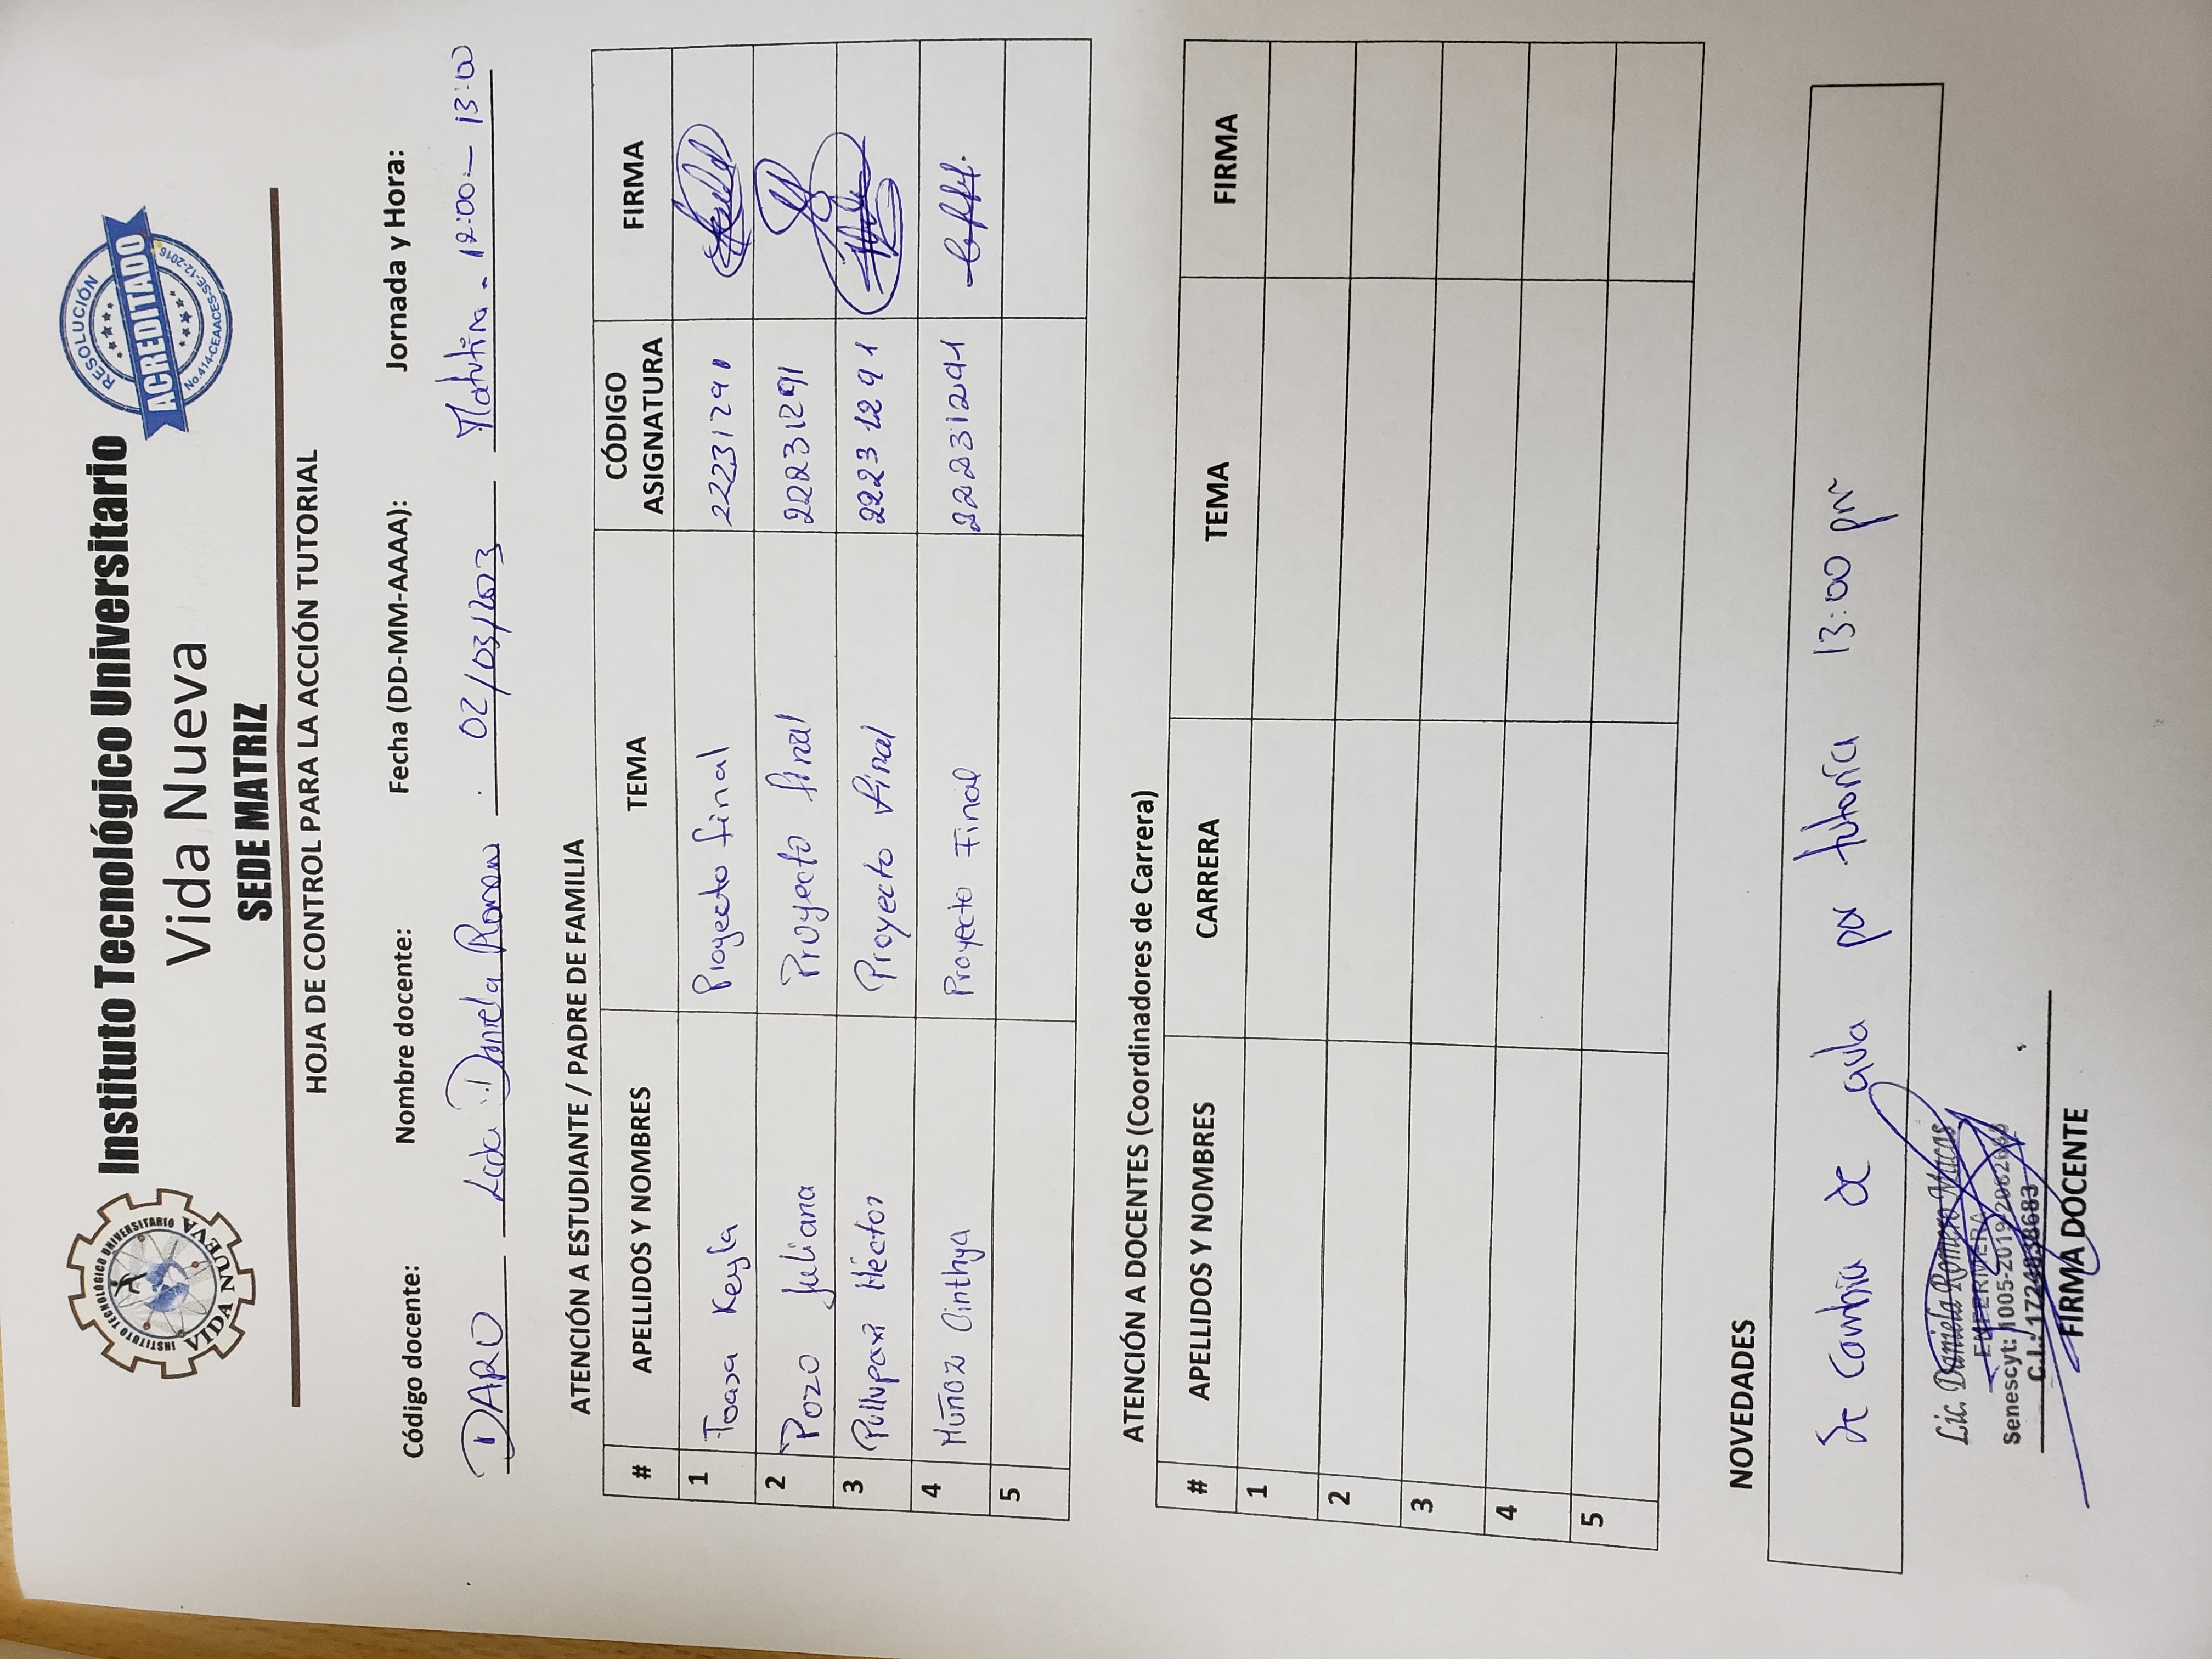 INSTITUTO TECNOLÓGICO UNIVERSITARIO
VIDA NUEVA
Instituto Tecnológico Universitario
Vida Nueva
SEDE MATRIZ
RESOLUCIÓN
ACREDITADO
No.414-CEAACES-SE-12-2016
HOJA DE CONTROL PARA LA ACCIÓN TUTORIAL
Código docente: Nombre docente: Fecha (DD-MM-AAAA): Jornada y Hora:
DARO Lcda Daniela Romero 02/03/2023 Matutina - 12:00 - 13:00
ATENCIÓN A ESTUDIANTE / PADRE DE FAMILIA
# APELLIDOS Y NOMBRES TEMA CÓDIGO ASIGNATURA FIRMA
1 Toasa Keyla Proyecto final 22231291
2 Pozo Juliana Proyecto final 22231291
3 Pullupaxi Héctor Proyecto final 22231291
4 Muñoz Cinthya Proyecto Final 22231291
5
ATENCIÓN A DOCENTES (Coordinadores de Carrera)
# APELLIDOS Y NOMBRES CARRERA TEMA FIRMA
1
2
3
4
5
NOVEDADES
Se cambia de aula por tutoría 13:00 pm
Lic. Daniela Romero Macas
ENFERMERA
Senescyt: 1005-2019-
C.I.: 1724838683
FIRMA DOCENTE